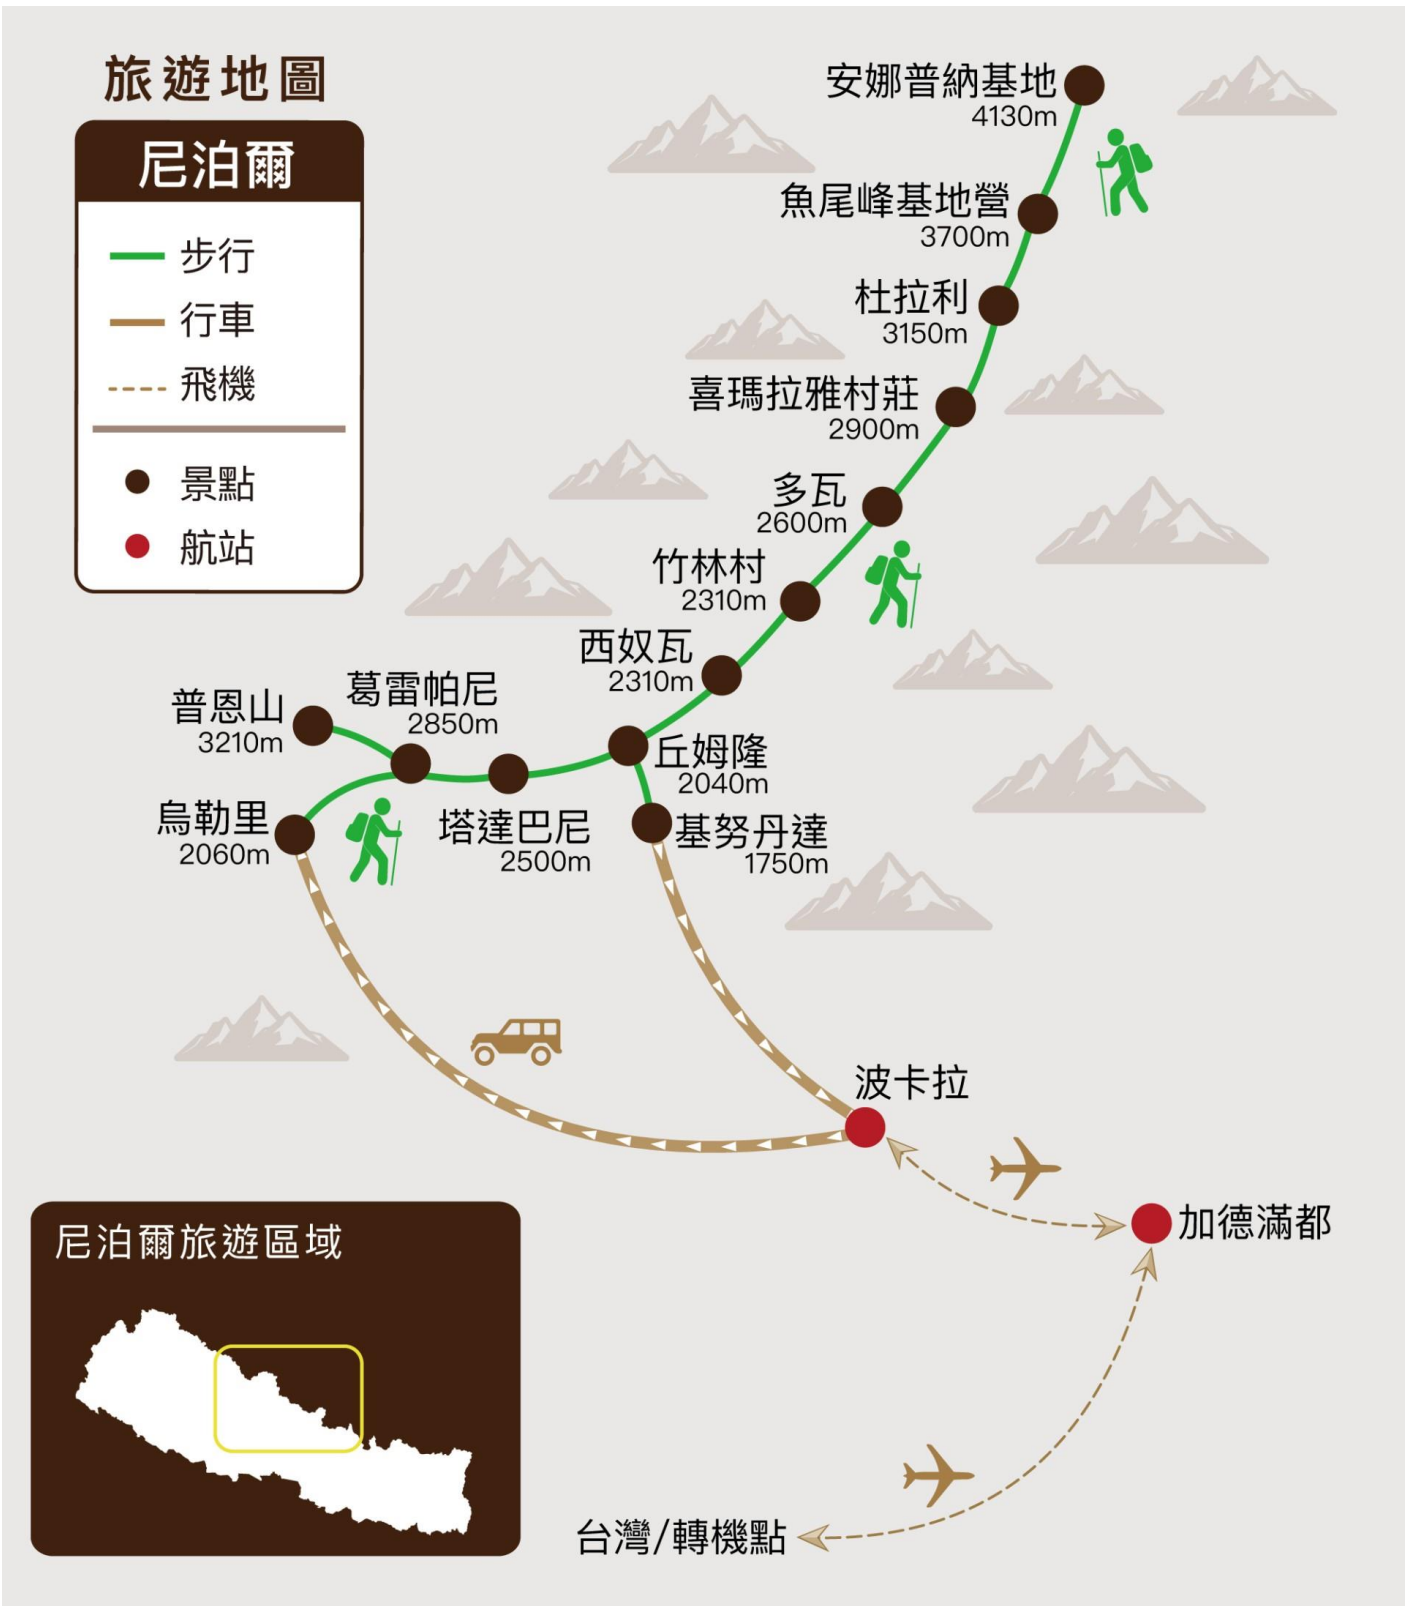 旅遊地圖
尼泊爾
步行
行車
飛機
景點
航站
安娜普納基地
4130m
魚尾峰基地營
3700m
杜拉利
3150m
喜瑪拉雅村莊
2900m
多瓦
2600m
竹林村
2310m
西奴瓦
2310m
葛雷帕尼
2850m
普恩山
3210m
丘姆隆
2040m
烏勒里
2060m
塔達巴尼
2500m
基努丹達
1750m
波卡拉
加德滿都
尼泊爾旅遊區域
台灣/轉機點